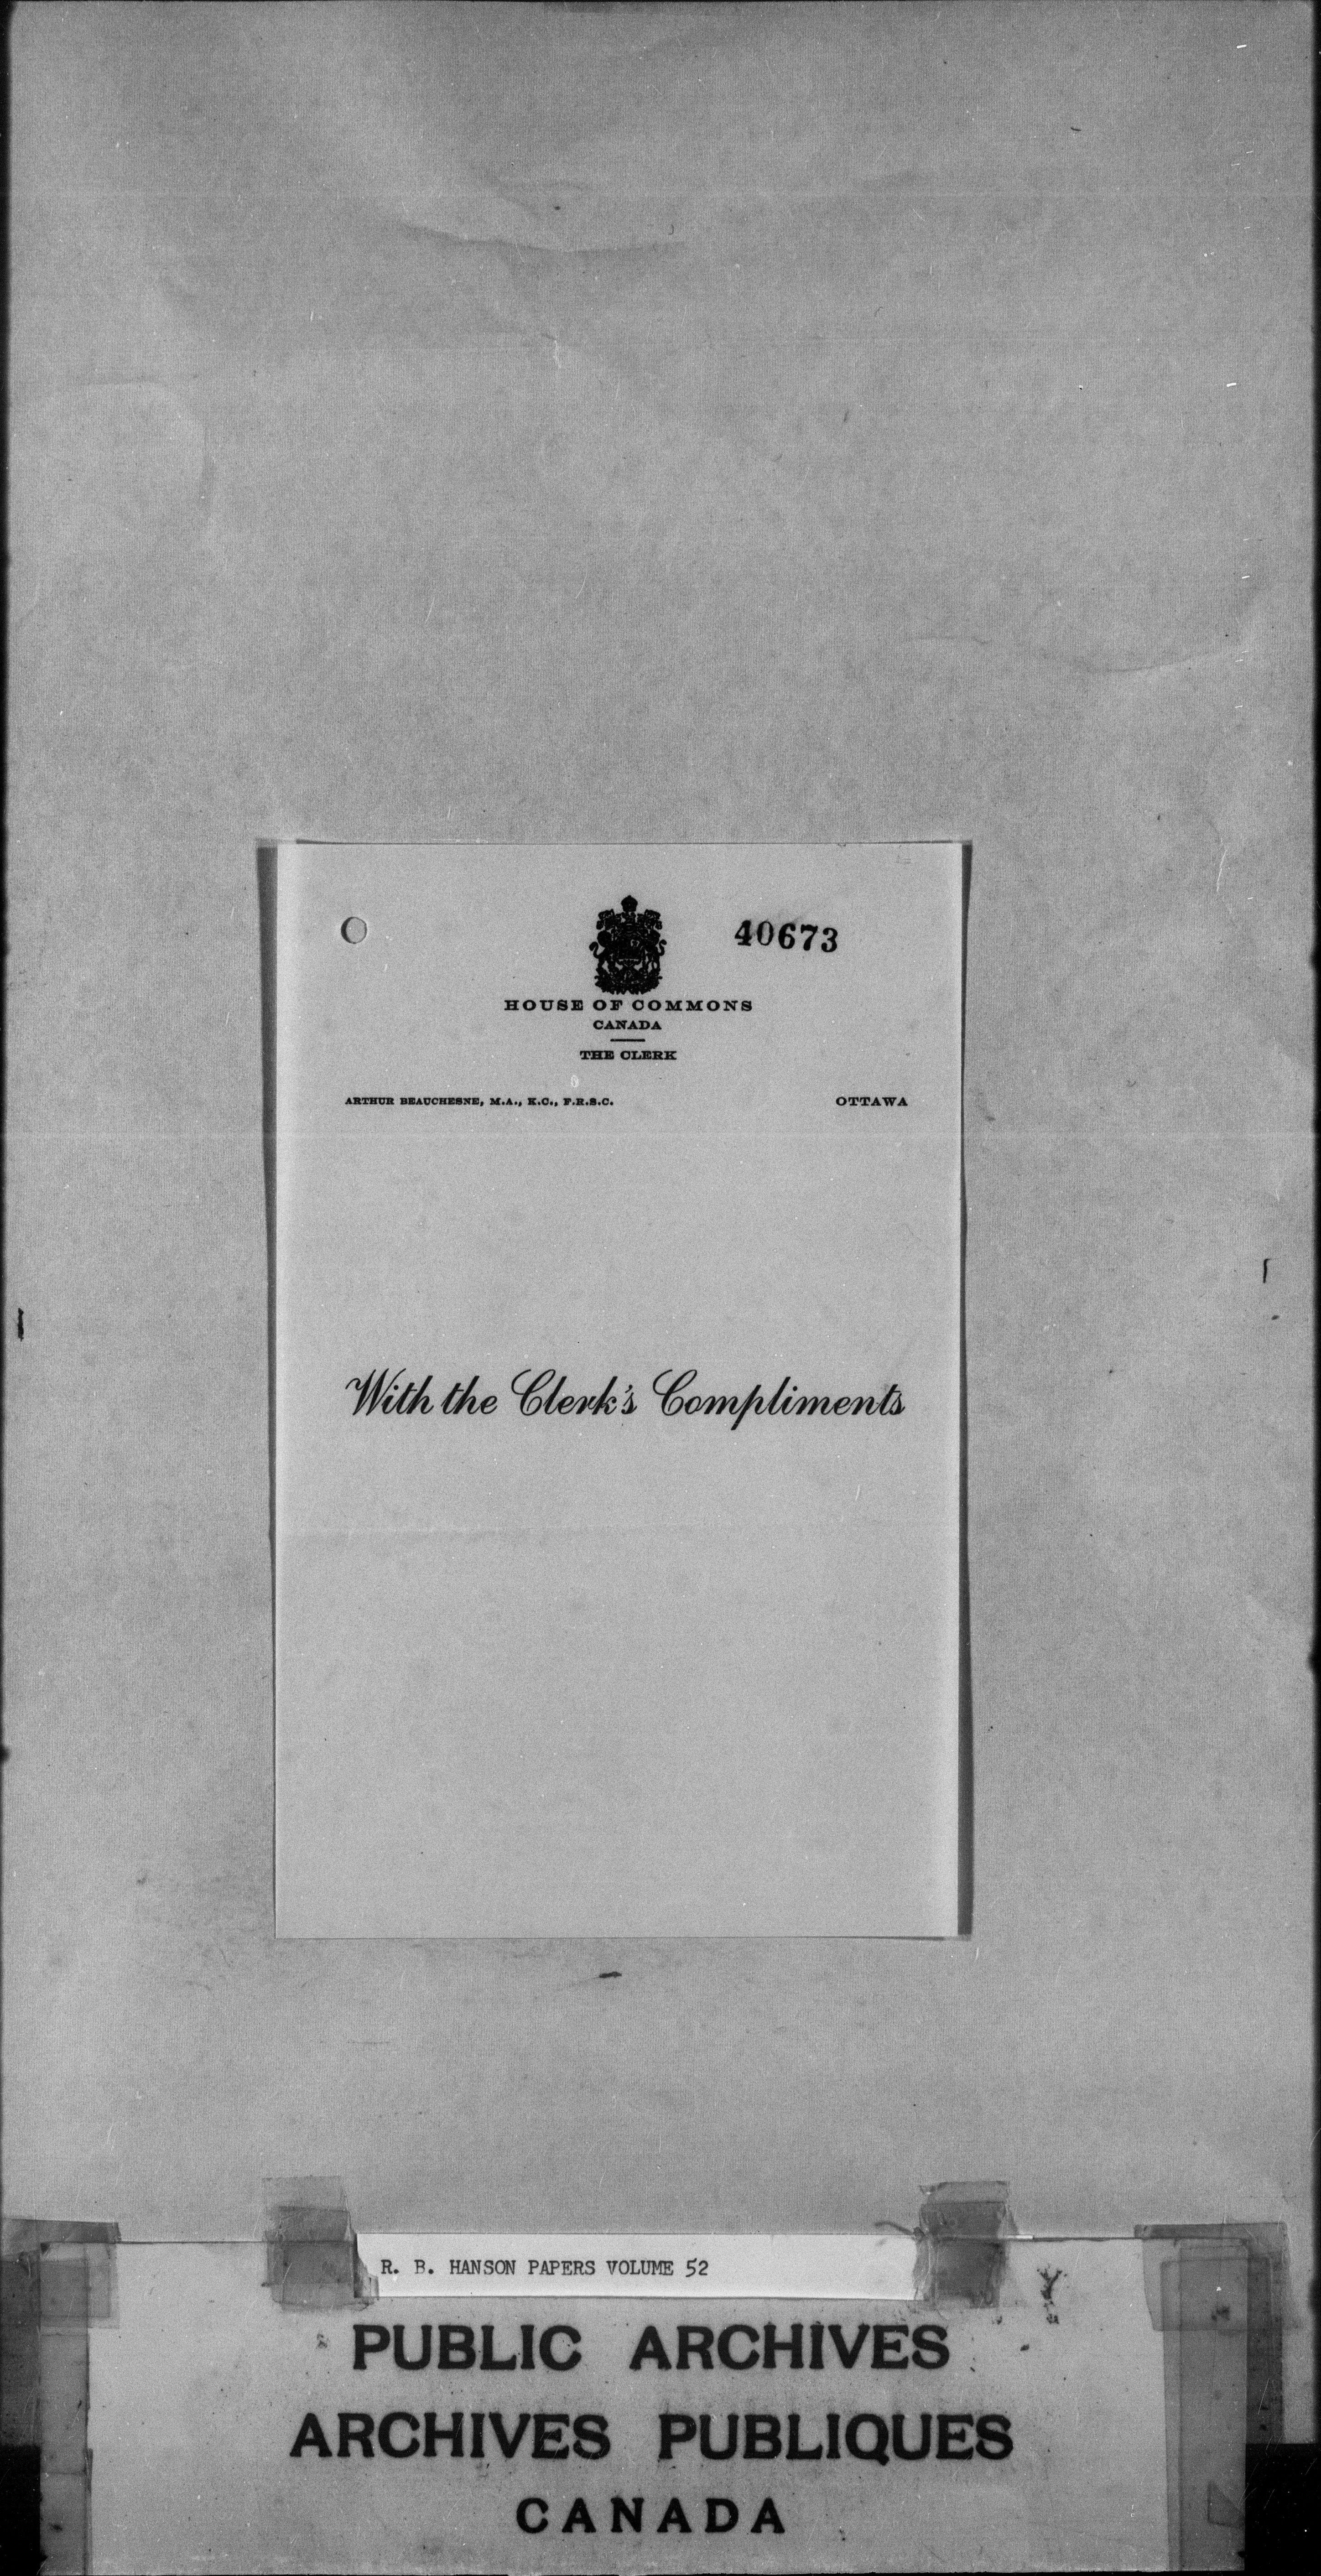 40673
HOUSE OF COMMONS
CANADA
THE CLERK
ARTHUR BEAUCHESNE, M.A., K.C., F.R.S.C. OTTAWA
With the Clerk's Compliments
R. B. HANSON PAPERS VOLUME 52
PUBLIC ARCHIVES
ARCHIVES PUBLIQUES
CANADA